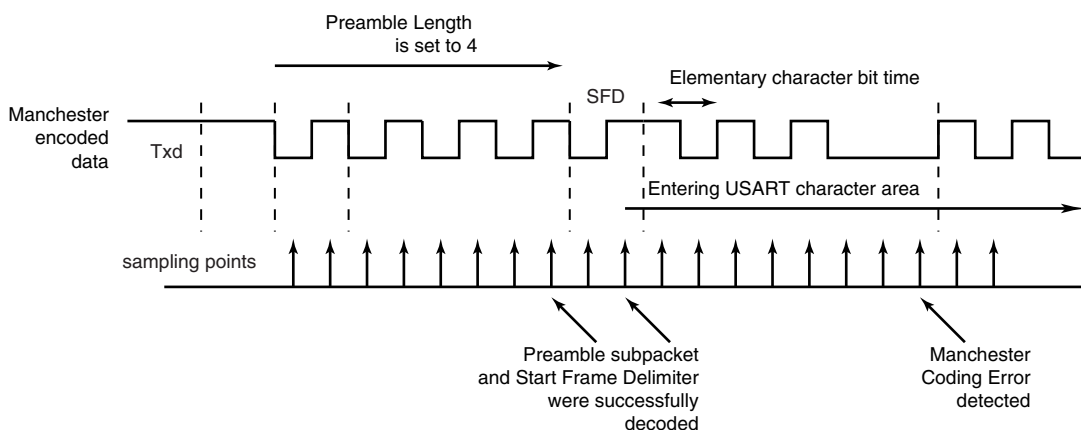 Preamble Length
is set to 4
Elementary character bit time
SFD
Manchester
encoded
data
Txd
Entering USART character area
sampling points
Preamble subpacket
and Start Frame Delimiter
were successfully
decoded
Manchester
Coding Error
detected